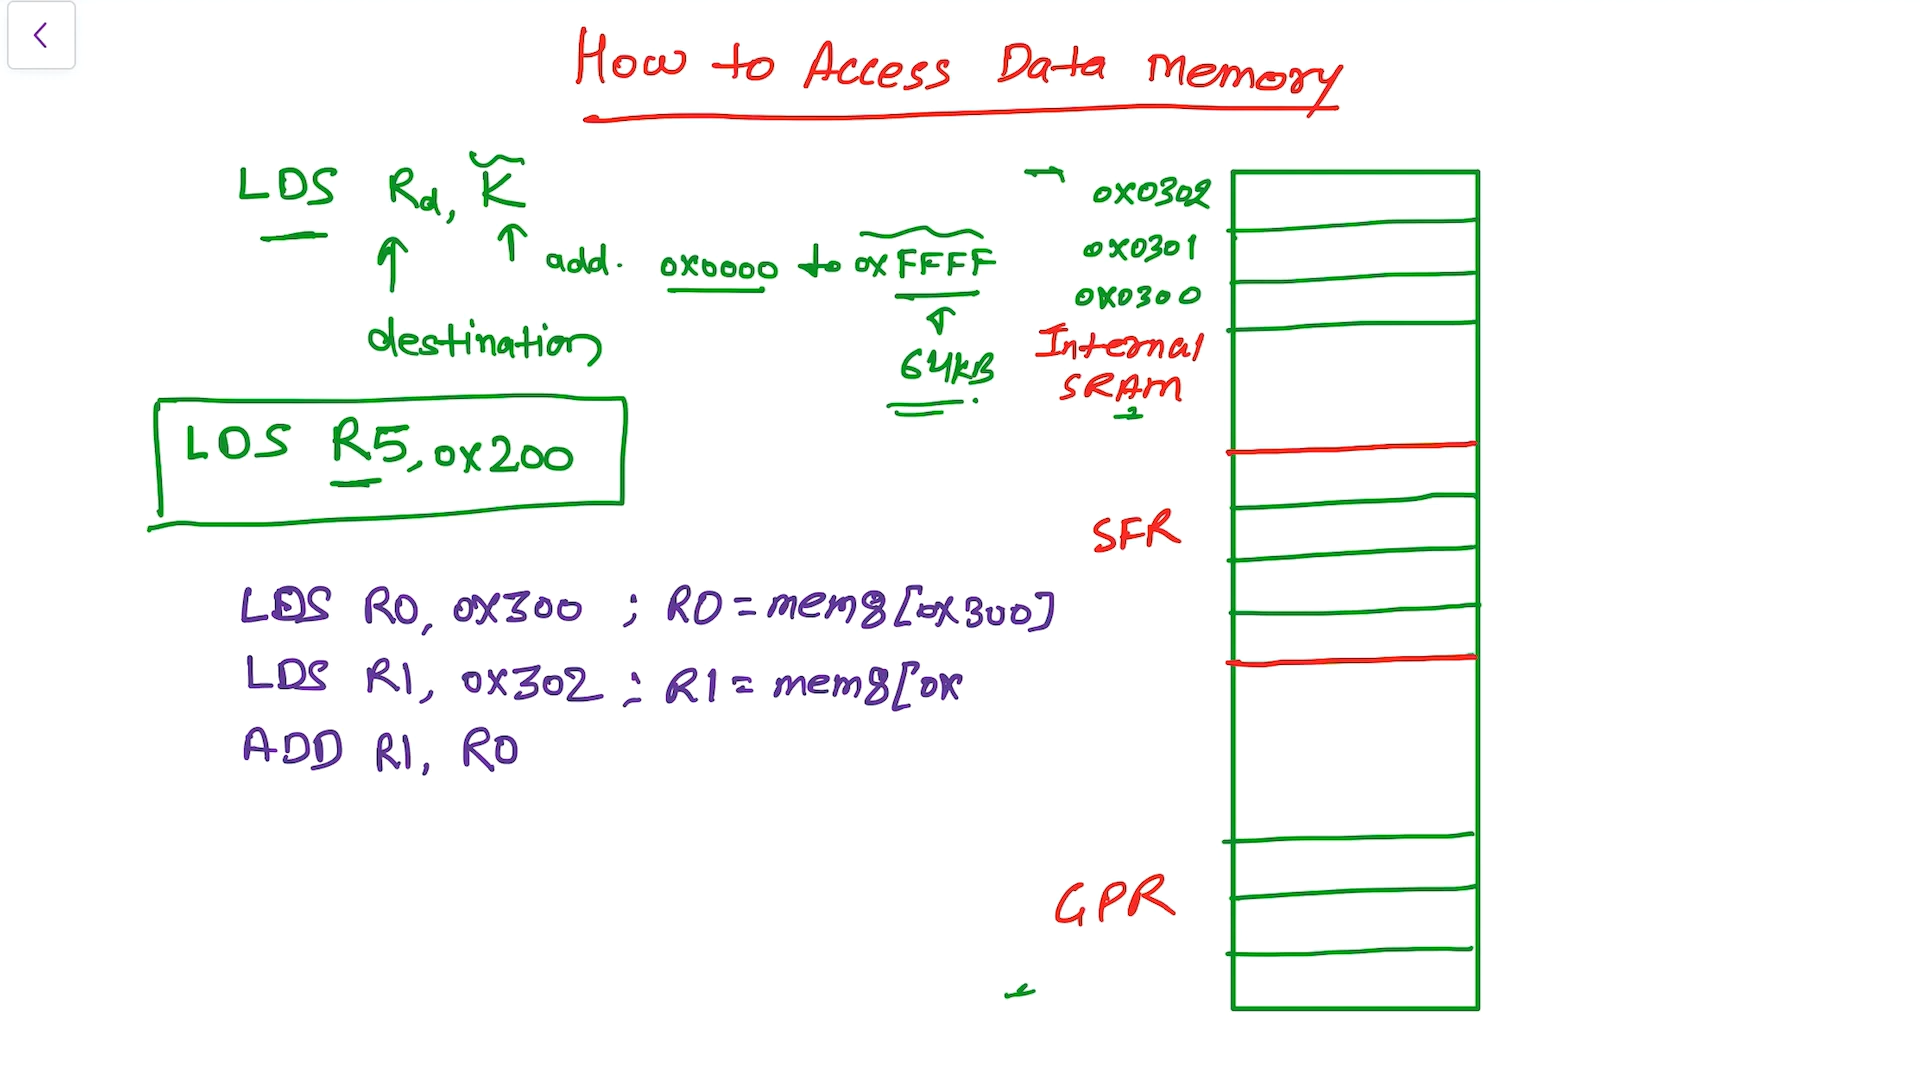 How to Access Data Memory
LDS Rd, K
add. 0x0000 to 0xFFFF
64kB
destination
LDS R5, 0x200
LDS R0, 0x300 ; R0 = mem8[0x300]
LDS R1, 0x302 ; R1 = mem8[0x
ADD R1, R0
0x0302
0x0301
0x0300
Internal
SRAM
SFR
GPR